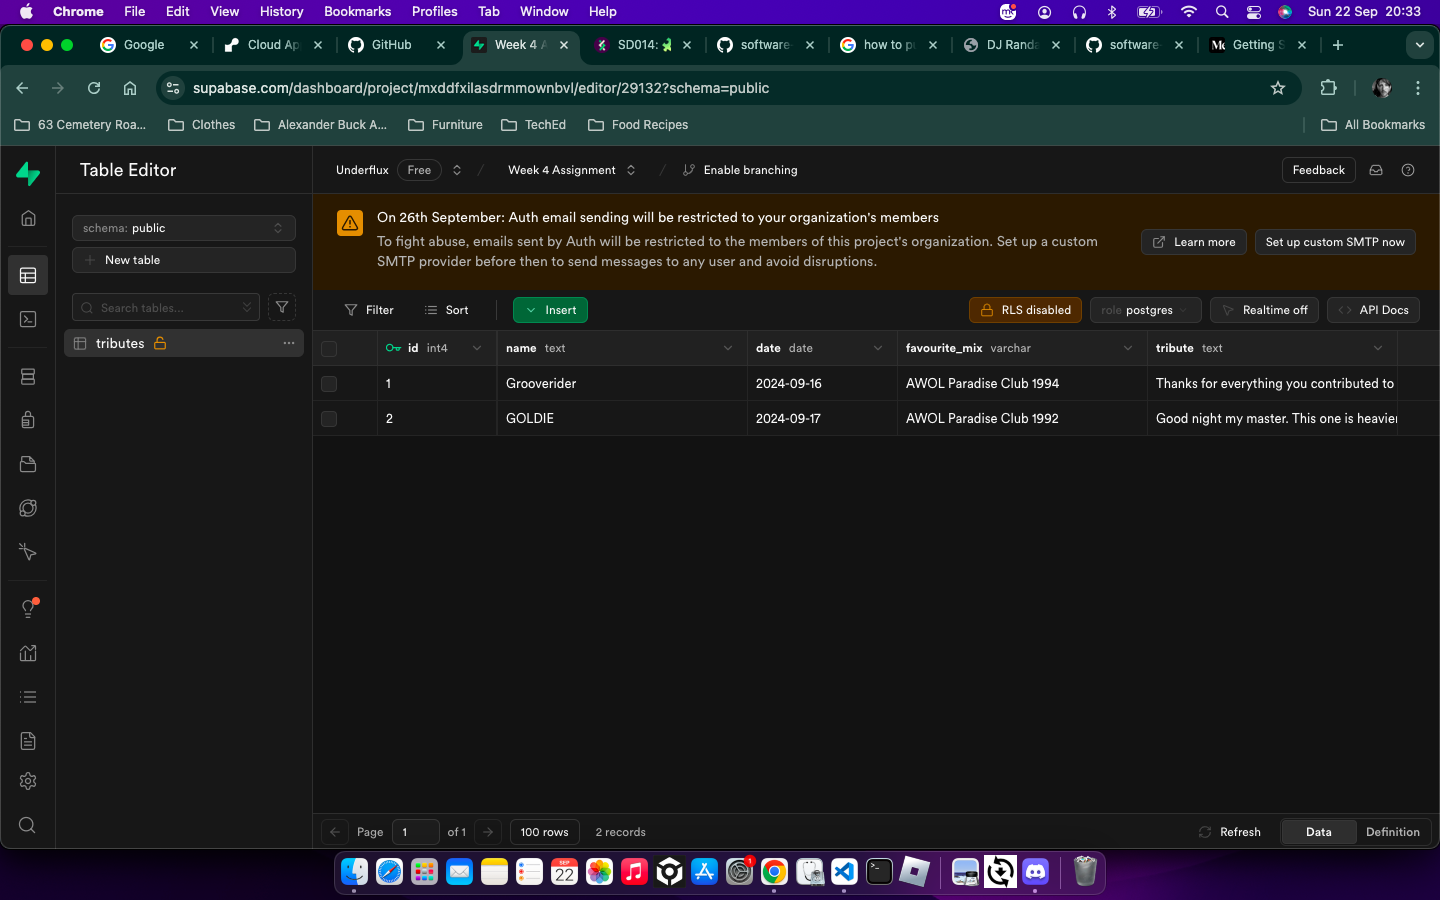 Chrome File Edit View History Bookmarks Profiles Tab Window Help Sun 22 Sep 20:33
Google Cloud Ap GitHub Week 4 A SD014: software how to pu DJ Randa software Getting S
supabase.com/dashboard/project/mxddfxilasdrmmownbvl/editor/29132?schema=public
63 Cemetery Roa... Clothes Alexander Buck A... Furniture TechEd Food Recipes All Bookmarks
Table Editor
Underflux Free / Week 4 Assignment / Enable branching Feedback
schema: public
New table
Search tables...
tributes
On 26th September: Auth email sending will be restricted to your organization's members
To fight abuse, emails sent by Auth will be restricted to the members of this project's organization. Set up a custom
SMTP provider before then to send messages to any user and avoid disruptions.
Learn more Set up custom SMTP now
Filter Sort Insert RLS disabled role postgres Realtime off API Docs
id int4 name text date date favourite_mix varchar tribute text
1 Grooverider 2024-09-16 AWOL Paradise Club 1994 Thanks for everything you contributed to
2 GOLDIE 2024-09-17 AWOL Paradise Club 1992 Good night my master. This one is heavier
Page 1 of 1 100 rows 2 records Refresh Data Definition
SEP
22
1